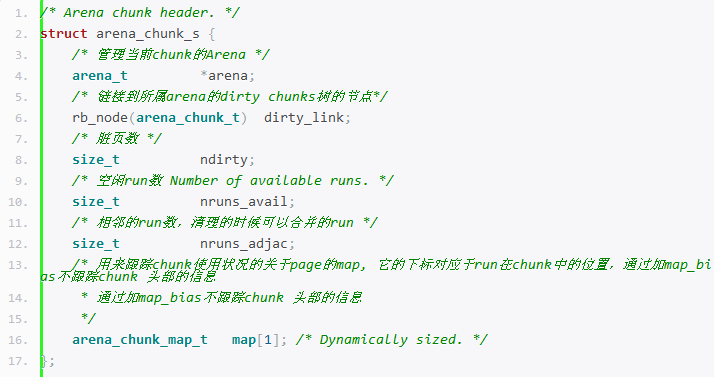 1. /* Arena chunk header. */
2. struct arena_chunk_s {
3. /* 管理当前chunk的Arena */
4. arena_t *arena;
5. /* 链接到所属arena的dirty chunks树的节点*/
6. rb_node(arena_chunk_t) dirty_link;
7. /* 脏页数 */
8. size_t ndirty;
9. /* 空闲run数 Number of available runs. */
10. size_t nruns_avail;
11. /* 相邻的run数，清理的时候可以合并的run */
12. size_t nruns_adjac;
13. /* 用来跟踪chunk使用状况的关于page的map, 它的下标对应于run在chunk中的位置，通过加map_bi
as不跟踪chunk 头部的信息
14. * 通过加map_bias不跟踪chunk 头部的信息
15. */
16. arena_chunk_map_t map[1]; /* Dynamically sized. */
17. };